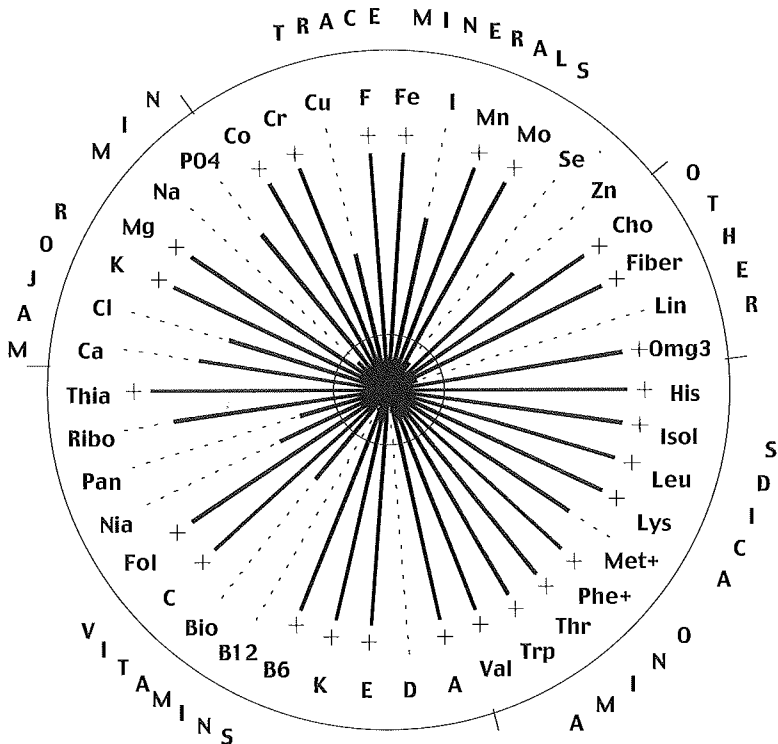 TRACE MINERALS
OTHER
AMINO ACIDS
VITAMINS
MAJOR MIN
F
Fe
I
Mn
Mo
Se
Zn
Cho
Fiber
Lin
Omg3
His
Isol
Leu
Lys
Met+
Phe+
Thr
Trp
Val
A
D
E
K
B6
B12
Bio
C
Fol
Nia
Pan
Ribo
Thia
Ca
Cl
K
Mg
Na
PO4
Co
Cr
Cu